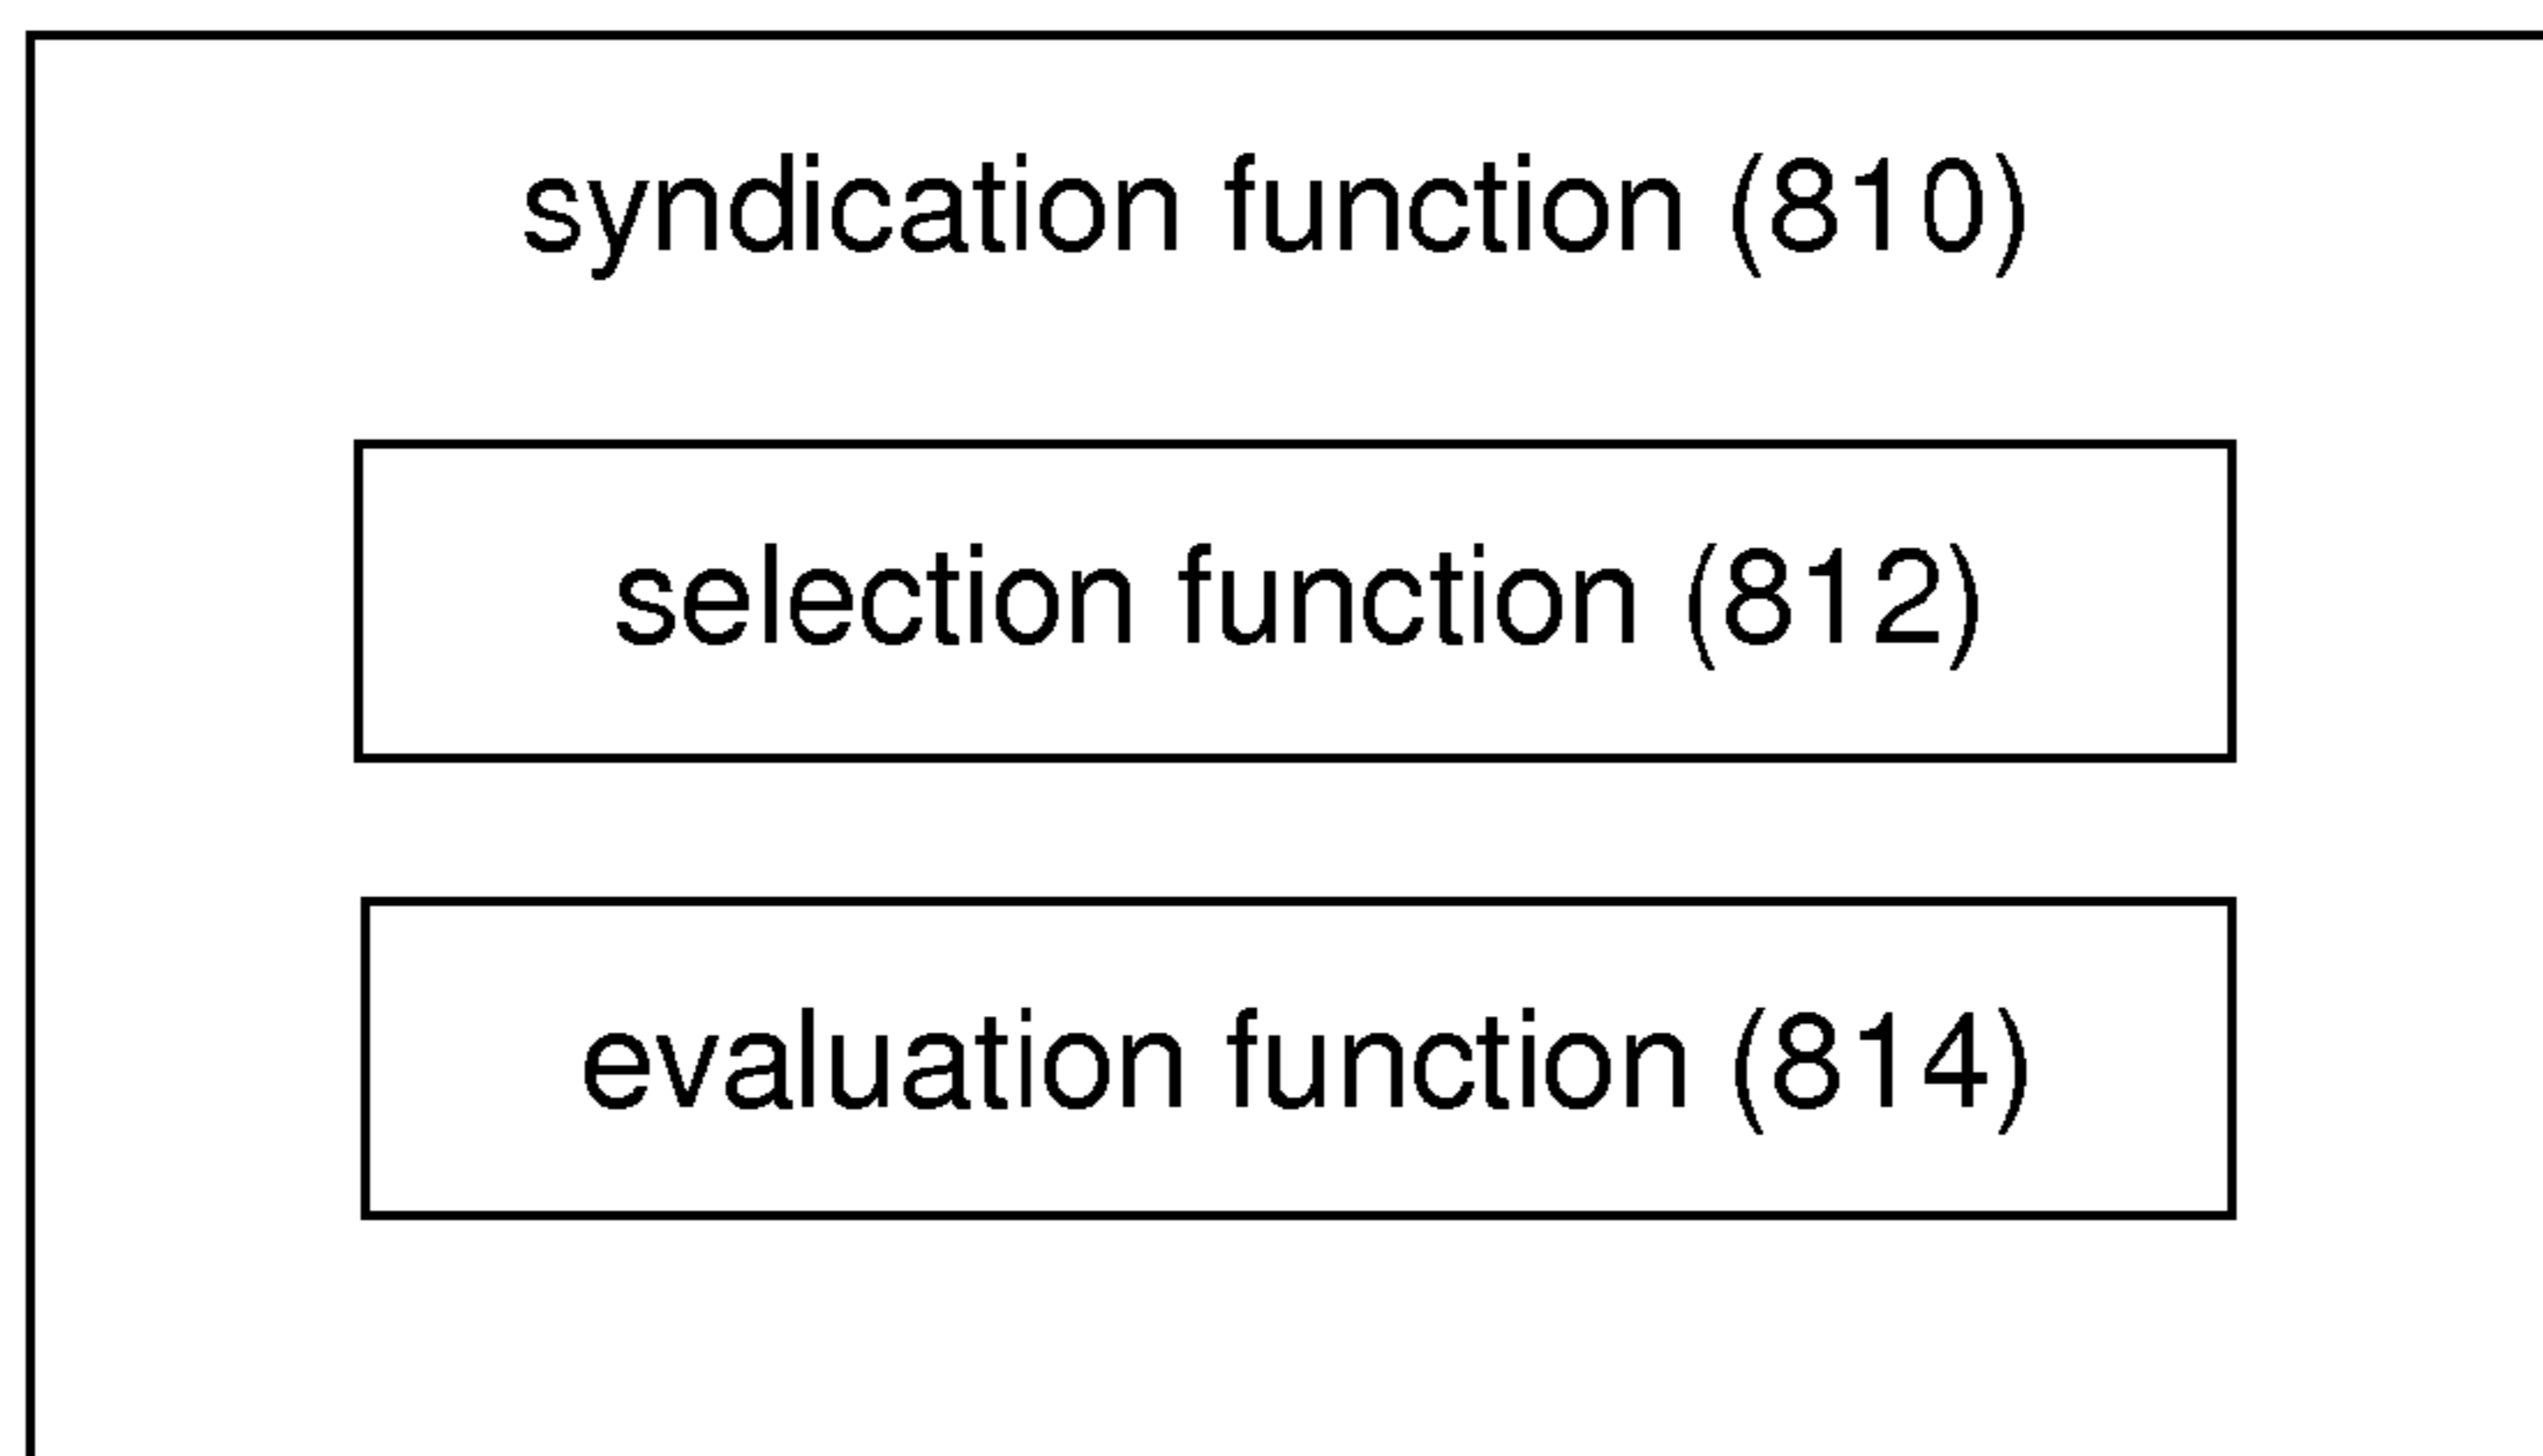 syndication function (810)
selection function (812)
evaluation function (814)